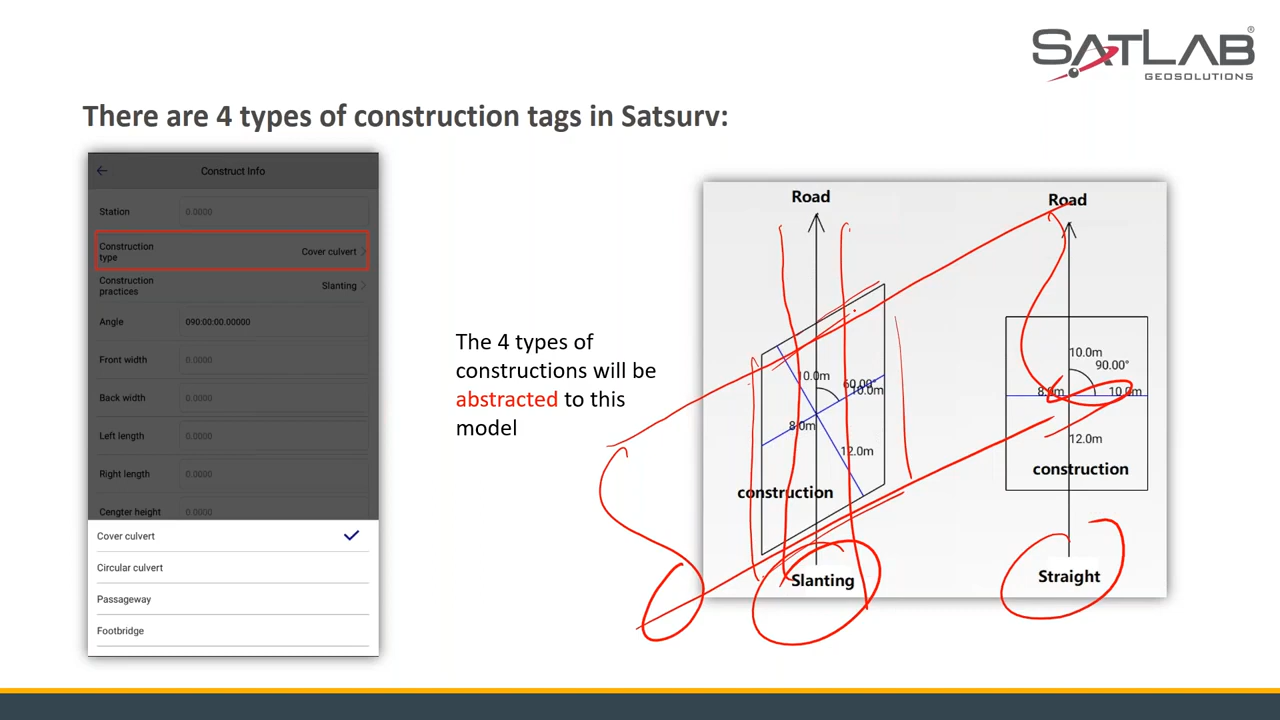 SATLAB®
GEOSOLUTIONS
There are 4 types of construction tags in Satsurv:
Construct Info
Station 0.0000
Construction type Cover culvert
Construction practices Slanting
Angle 090:00:00.00000
Front width 0.0000
Back width 0.0000
Left length 0.0000
Right length 0.0000
Cengter height 0.0000
Cover culvert
Circular culvert
Passageway
Footbridge
The 4 types of
constructions will be
abstracted to this
model
Road
10.0m
60.00°
10.0m
8.0m
12.0m
construction
Slanting
Road
10.0m
90.00°
8.0m
10.0m
12.0m
construction
Straight